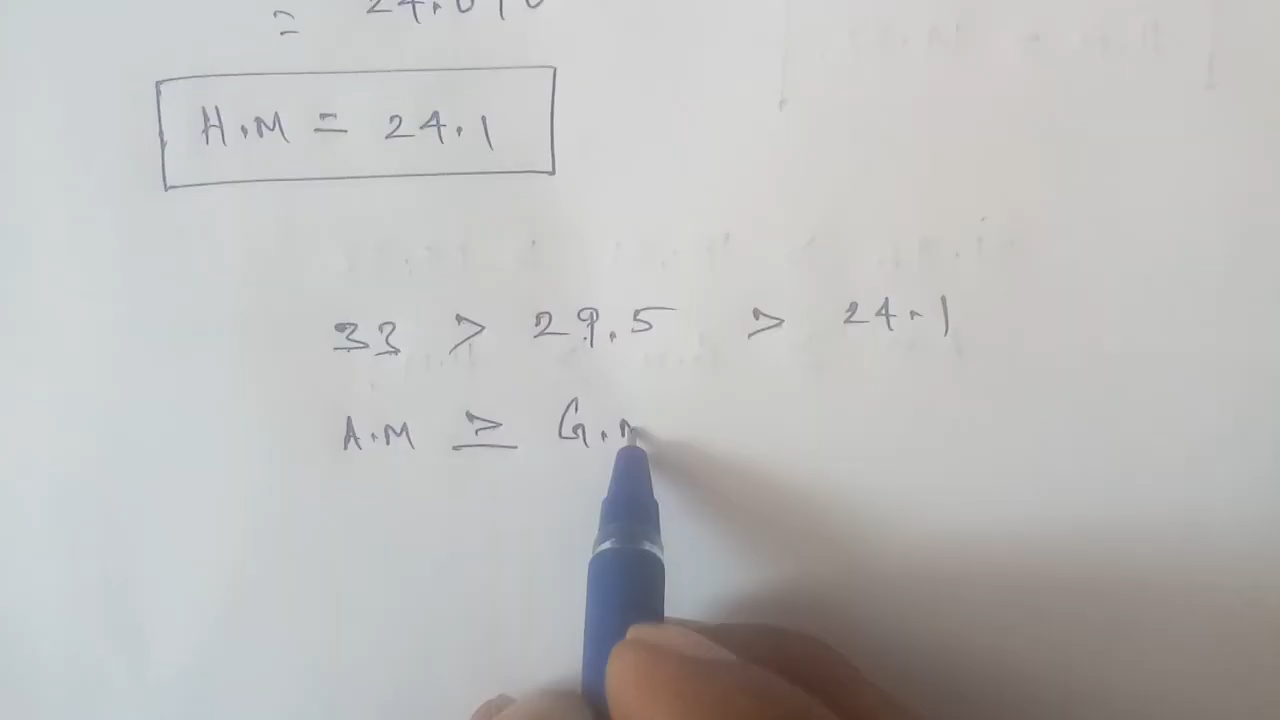 H.M = 24.1
33 > 29.5 > 24.1
A.M ≥ G.M